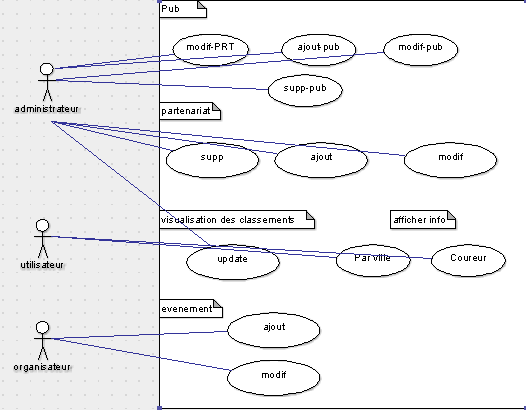 Pub
modif-PRT
ajout-pub
modif-pub
supp-pub
administrateur
partenariat
supp
ajout
modif
visualisation des classements
afficher info
update
Par ville
Coureur
utilisateur
evenement
ajout
organisateur
modif